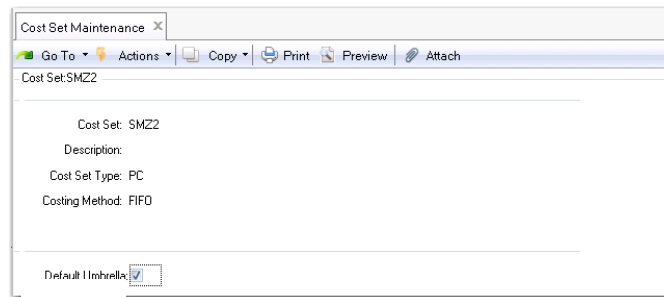 Cost Set Maintenance X
Go To Actions Copy Print Preview Attach
Cost Set:SMZ2
Cost Set: SMZ2
Description:
Cost Set Type: PC
Costing Method: FIFO
Default Umbrella: